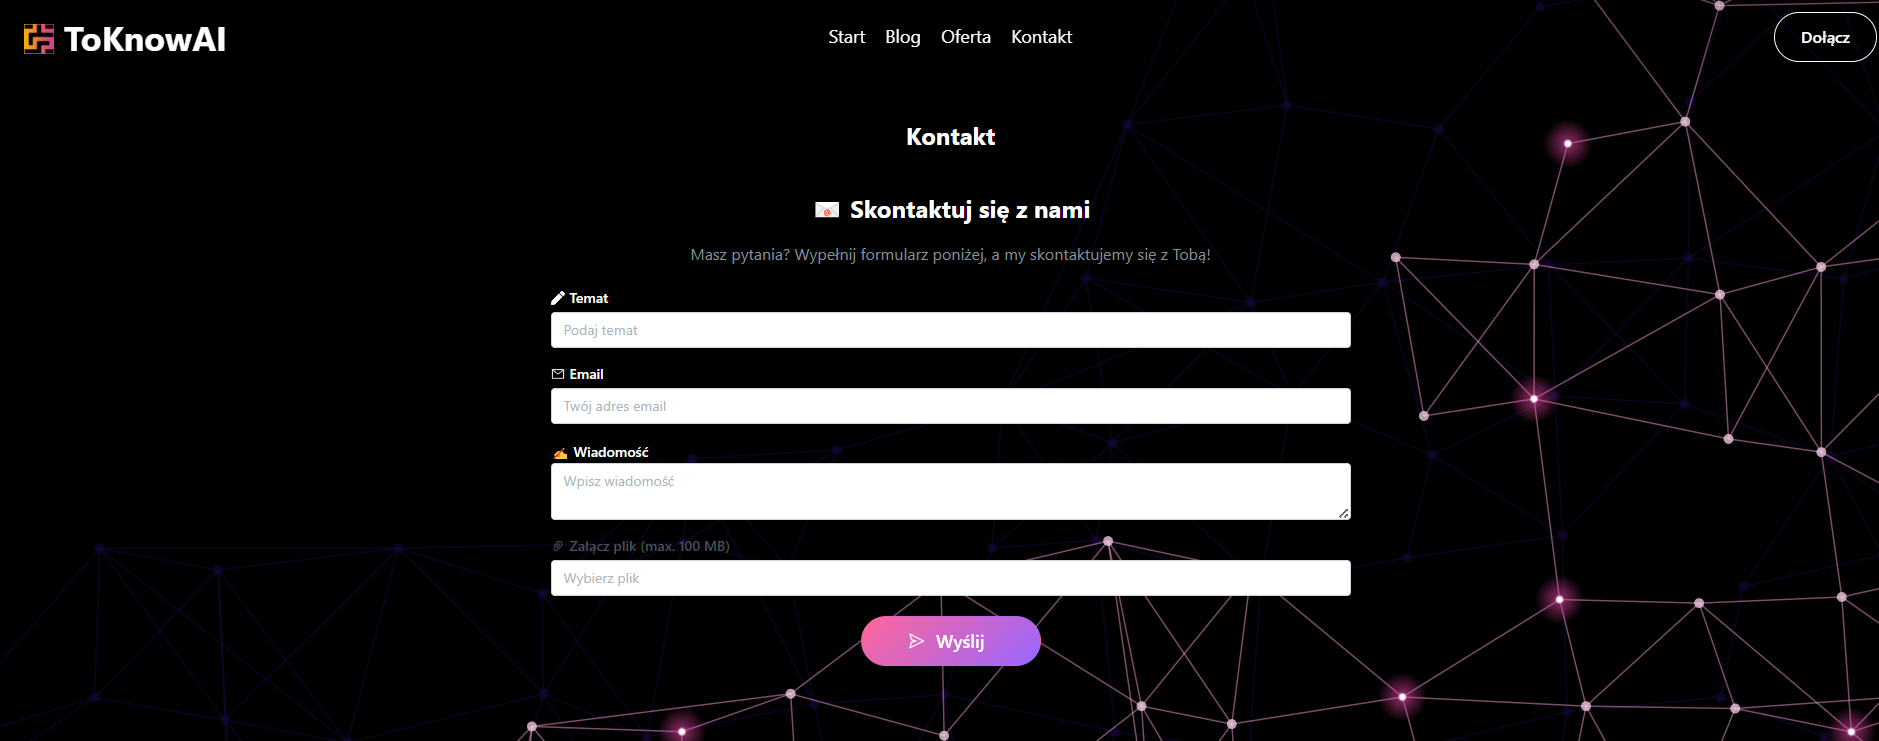 ToKnowAI
Start Blog Oferta Kontakt
Dołącz
Kontakt
Skontaktuj się z nami
Masz pytania? Wypełnij formularz poniżej, a my skontaktujemy się z Tobą!
Temat
Podaj temat
Email
Twój adres email
Wiadomość
Wpisz wiadomość
Załącz plik (max. 100 MB)
Wybierz plik
Wyślij